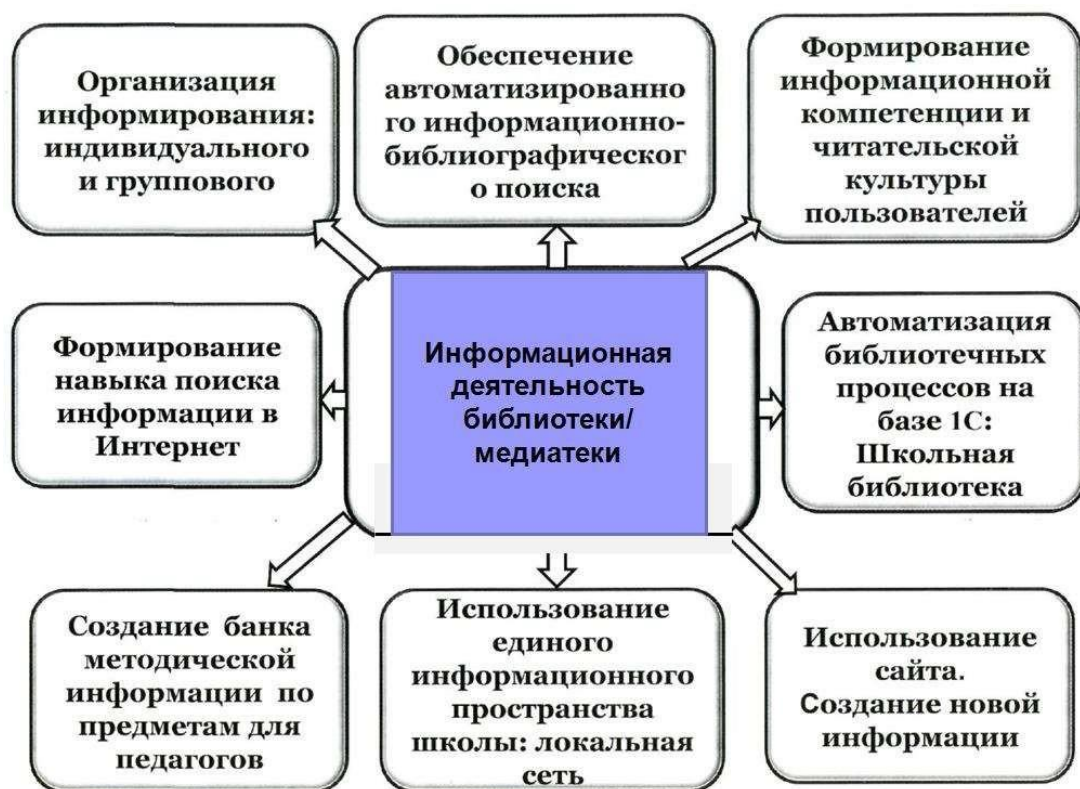 Организация
информирования:
индивидуального
и группового
Обеспечение
автоматизированно
го информационно-
библиографическог
о поиска
Формирование
информационной
компетенции и
читательской
культуры
пользователей
Формирование
навыка поиска
информации в
Интернет
Информационная
деятельность
библиотеки/
медиатеки
Автоматизация
библиотечных
процессов на
базе 1С:
Школьная
библиотека
Создание банка
методической
информации по
предметам для
педагогов
Использование
единого
информационного
пространства
школы: локальная
сеть
Использование
сайта.
Создание новой
информации